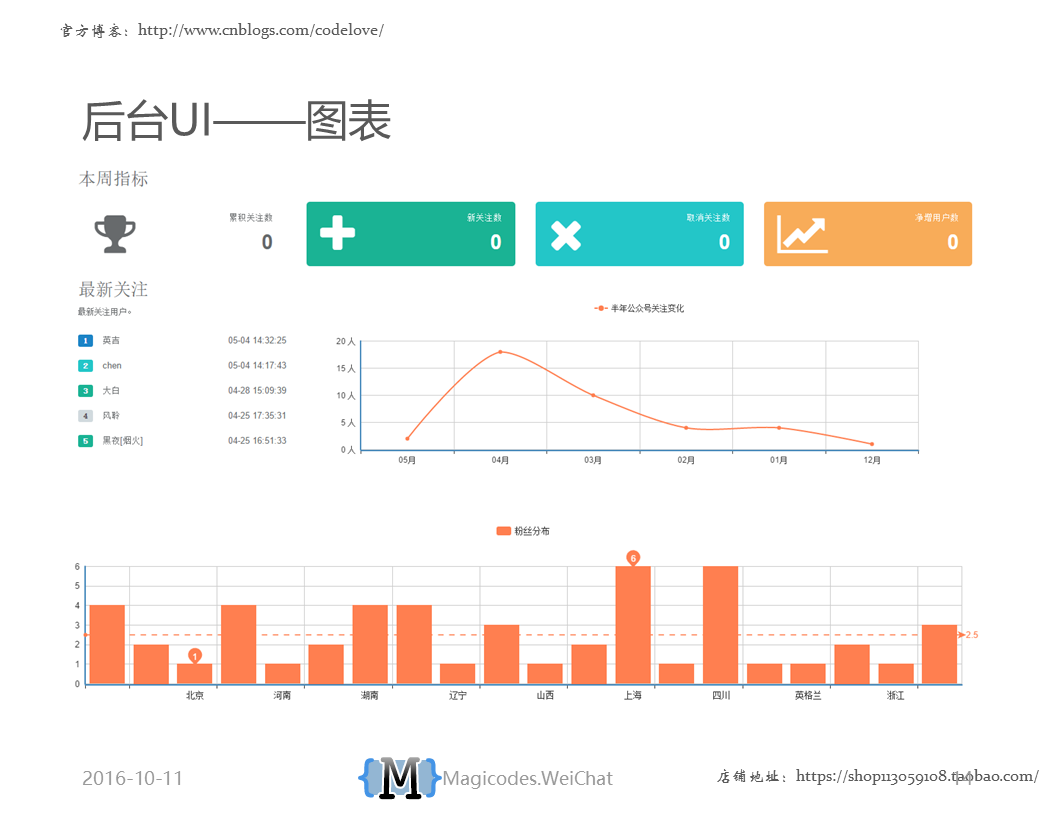 官方博客：http://www.cnblogs.com/codelove/
后台UI——图表
本周指标
累积关注数
0
新关注数
0
取消关注数
0
净增用户数
0
最新关注
最新关注用户。
1 英吉 05-04 14:32:25
2 chen 05-04 14:17:43
3 大白 04-28 15:09:39
4 风聆 04-25 17:35:31
5 黑夜[烟火] 04-25 16:51:33
半年公众号关注变化
20 人
15 人
10 人
5 人
0 人
05月 04月 03月 02月 01月 12月
粉丝分布
6
5
4
3
2
1
0
1
6
2.5
北京 河南 湖南 辽宁 山西 上海 四川 英格兰 浙江
2016-10-11
{M}Magicodes.WeiChat
店铺地址：https://shop113059108.taobao.com/
14